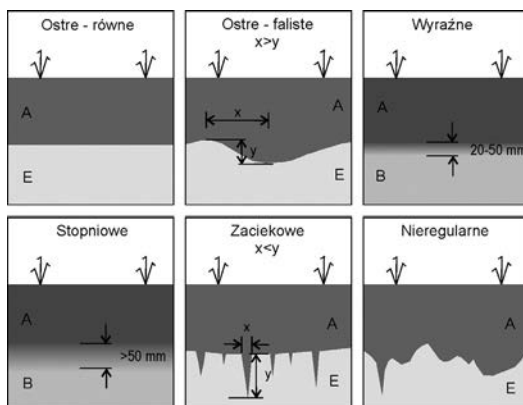 Ostre - równe
A
E
Ostre - faliste
x>y
x
A
y
E
Wyraźne
A
20-50 mm
B
Stopniowe
A
>50 mm
B
Zaciekowe
x<y
x
A
y
E
Nieregularne
A
E